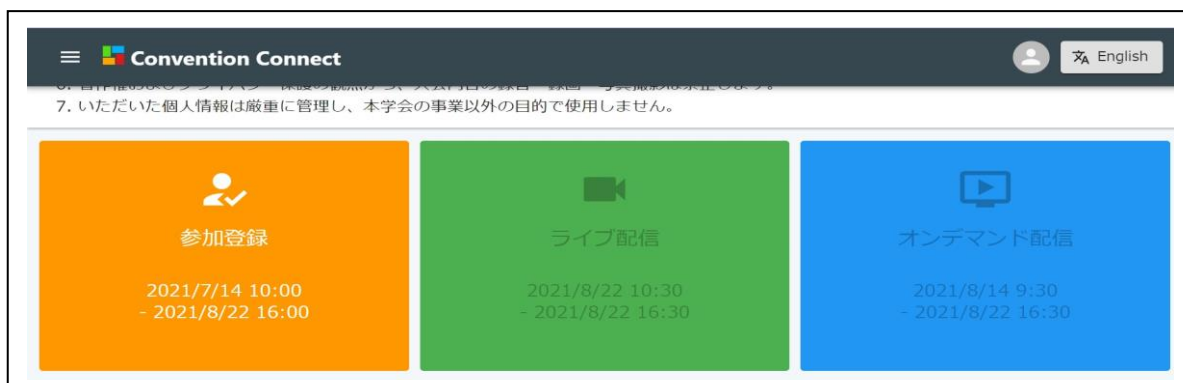 Convention Connect
English
7. いただいた個人情報は厳重に管理し、本学会の事業以外の目的で使用しません。
参加登録
2021/7/14 10:00
- 2021/8/22 16:00
ライブ配信
2021/8/22 10:30
- 2021/8/22 16:30
オンデマンド配信
2021/8/14 9:30
- 2021/8/22 16:30